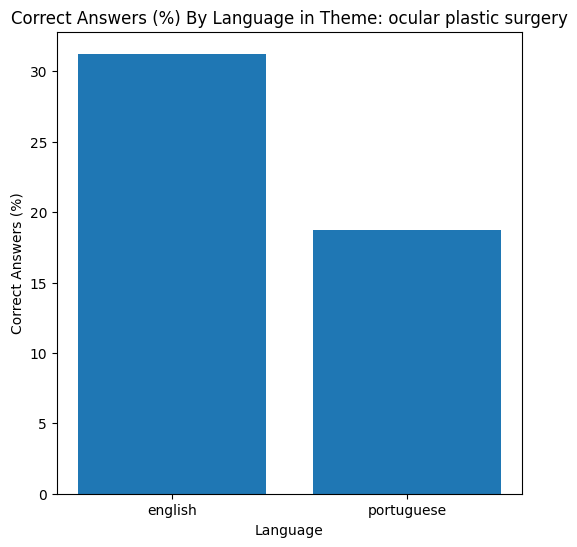 Correct Answers (%) By Language in Theme: ocular plastic surgery
Correct Answers (%)
30
25
20
15
10
5
0
english portuguese
Language